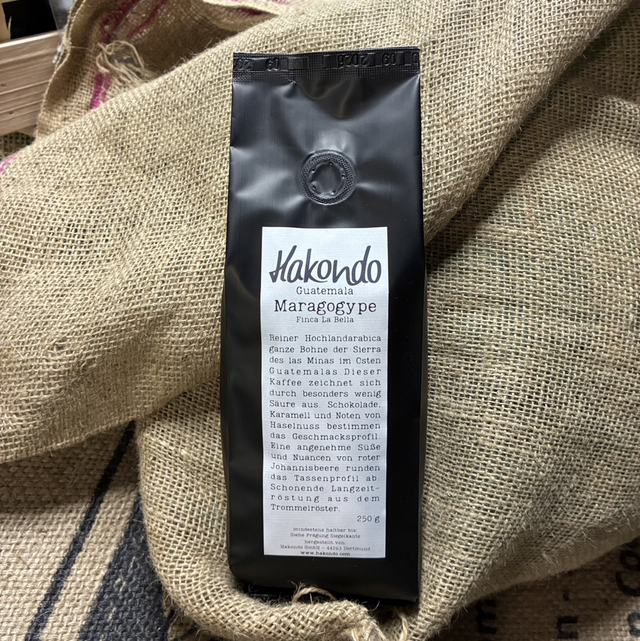 09 2026
Hakondo
Guatemala
Maragogype
Finca La Bella
Reiner Hochlandarabica
ganze Bohne der Sierra
des las Minas im Osten
Guatemalas. Dieser
Kaffee zeichnet sich
durch besonders wenig
Säure aus. Schokolade,
Karamell und Noten von
Haselnuss bestimmen
das Geschmacksprofil.
Eine angenehme Süße
und Nuancen von roter
Johannisbeere runden
das Tassenprofil ab.
Schonende Langzeit-
röstung aus dem
Trommelröster.
250 g
mindestens haltbar bis:
Siehe Prägung Siegelkante
hergestellt von:
Hakondo GmbH - 44263 Dortmund
www.hakondo.com